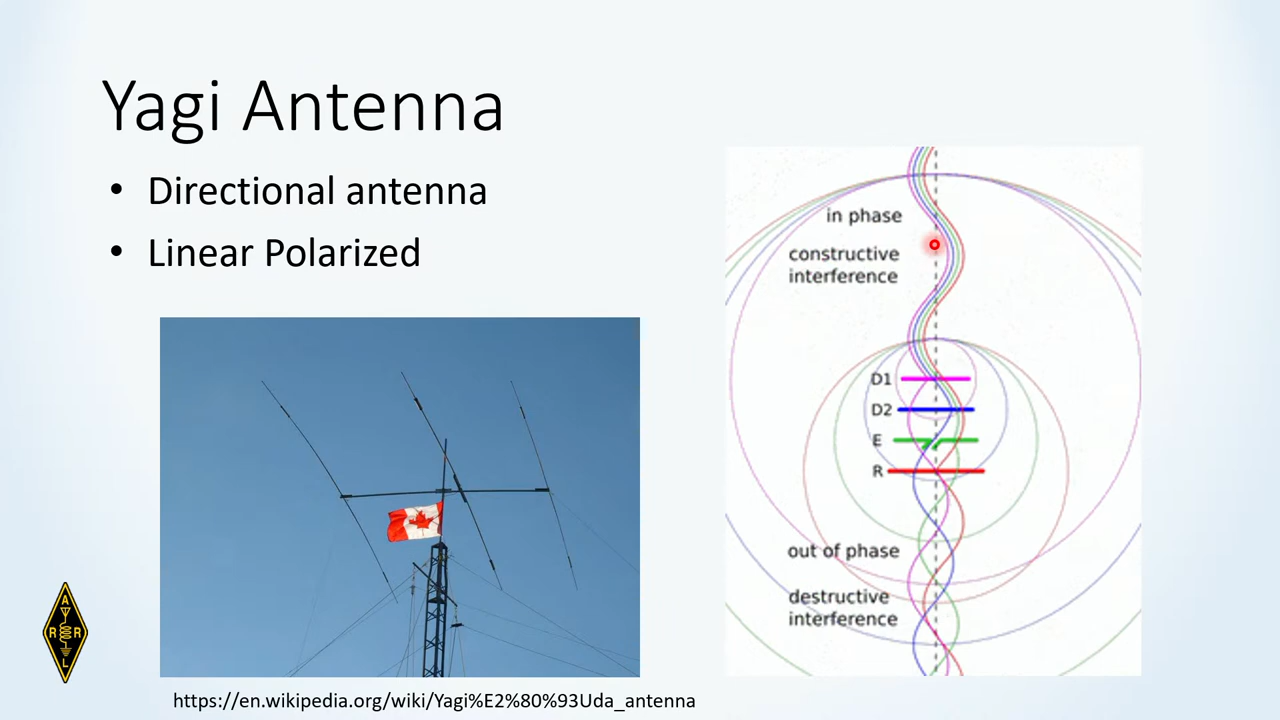 Yagi Antenna
• Directional antenna
• Linear Polarized
in phase
constructive
interference
D1
D2
E
R
out of phase
destructive
interference
A
R R
L
https://en.wikipedia.org/wiki/Yagi%E2%80%93Uda_antenna